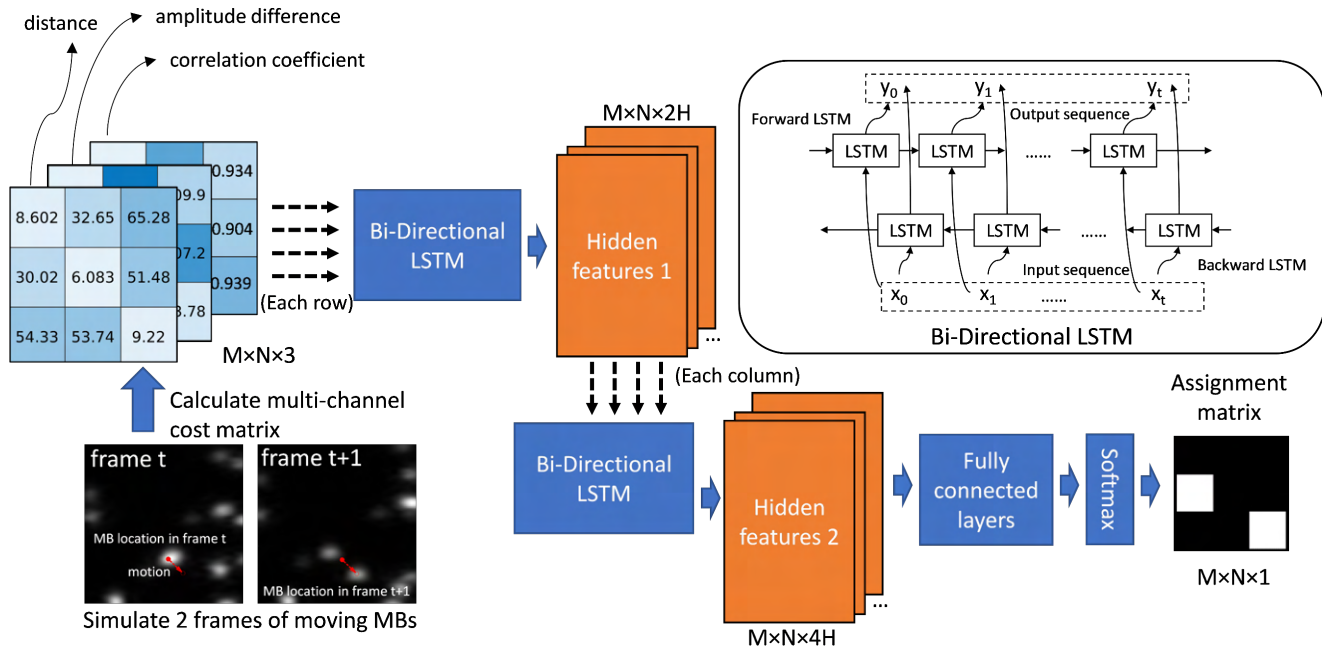 distance
amplitude difference
correlation coefficient
8.602 32.65 65.28
30.02 6.083 51.48
54.33 53.74 9.22
09.9
07.2
.78
0.934
0.904
0.939
M×N×3
(Each row)
Calculate multi-channel
cost matrix
frame t
MB location in frame t
motion
frame t+1
MB location in frame t+1
Simulate 2 frames of moving MBs
Bi-Directional
LSTM
M×N×2H
Hidden
features 1
...
(Each column)
Bi-Directional
LSTM
Hidden
features 2
...
M×N×4H
Fully
connected
layers
Softmax
Assignment
matrix
M×N×1
y0 y1 yt
Forward LSTM
Output sequence
LSTM LSTM ...... LSTM
LSTM LSTM ...... LSTM
Input sequence
Backward LSTM
x0 x1 ...... xt
Bi-Directional LSTM